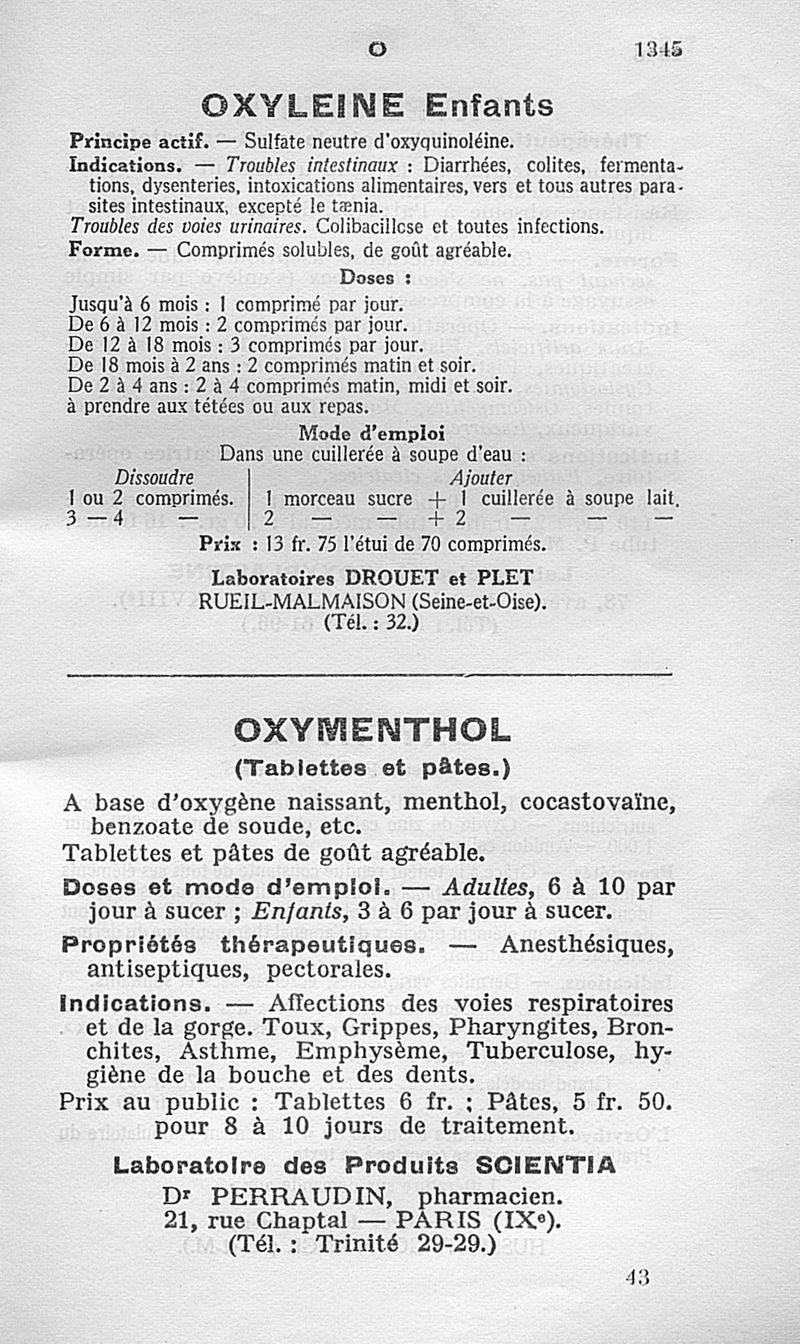 O 1345
OXYLEINE Enfants
Principe actif. — Sulfate neutre d'oxyquinoléine.
Indications. — Troubles intestinaux : Diarrhées, colites, fermenta-
tions, dysenteries, intoxications alimentaires, vers et tous autres para-
sites intestinaux, excepté le tænia.
Troubles des voies urinaires. Colibacillose et toutes infections.
Forme. — Comprimés solubles, de goût agréable.
Doses :
Jusqu'à 6 mois : 1 comprimé par jour.
De 6 à 12 mois : 2 comprimés par jour.
De 12 à 18 mois : 3 comprimés par jour.
De 18 mois à 2 ans : 2 comprimés matin et soir.
De 2 à 4 ans : 2 à 4 comprimés matin, midi et soir.
à prendre aux tétées ou aux repas.
Mode d'emploi
Dans une cuillerée à soupe d'eau :
Dissoudre Ajouter
1 ou 2 comprimés. 1 morceau sucre + 1 cuillerée à soupe lait.
3 — 4 — 2 — — + 2 — — —
Prix : 13 fr. 75 l'étui de 70 comprimés.
Laboratoires DROUET et PLET
RUEIL-MALMAISON (Seine-et-Oise).
(Tél. : 32.)
OXYMENTHOL
(Tablettes et pâtes.)
A base d'oxygène naissant, menthol, cocastovaïne,
benzoate de soude, etc.
Tablettes et pâtes de goût agréable.
Doses et mode d'emploi. — Adultes, 6 à 10 par
jour à sucer ; Enfants, 3 à 6 par jour à sucer.
Propriétés thérapeutiques. — Anesthésiques,
antiseptiques, pectorales.
Indications. — Affections des voies respiratoires
et de la gorge. Toux, Grippes, Pharyngites, Bron-
chites, Asthme, Emphysème, Tuberculose, hy-
giène de la bouche et des dents.
Prix au public : Tablettes 6 fr. ; Pâtes, 5 fr. 50.
pour 8 à 10 jours de traitement.
Laboratoire des Produits SCIENTIA
Dr PERRAUDIN, pharmacien.
21, rue Chaptal — PARIS (IXe).
(Tél. : Trinité 29-29.)
43